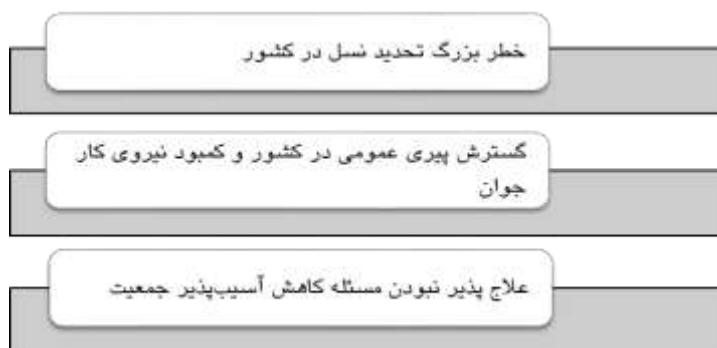 خطر بزرگ تحدید نسل در کشور
گسترش پیری عمومی در کشور و کمبود نیروی کار
جوان
علاج پذیر نبودن مسئله کاهش آسیب‌پذیر جمعیت